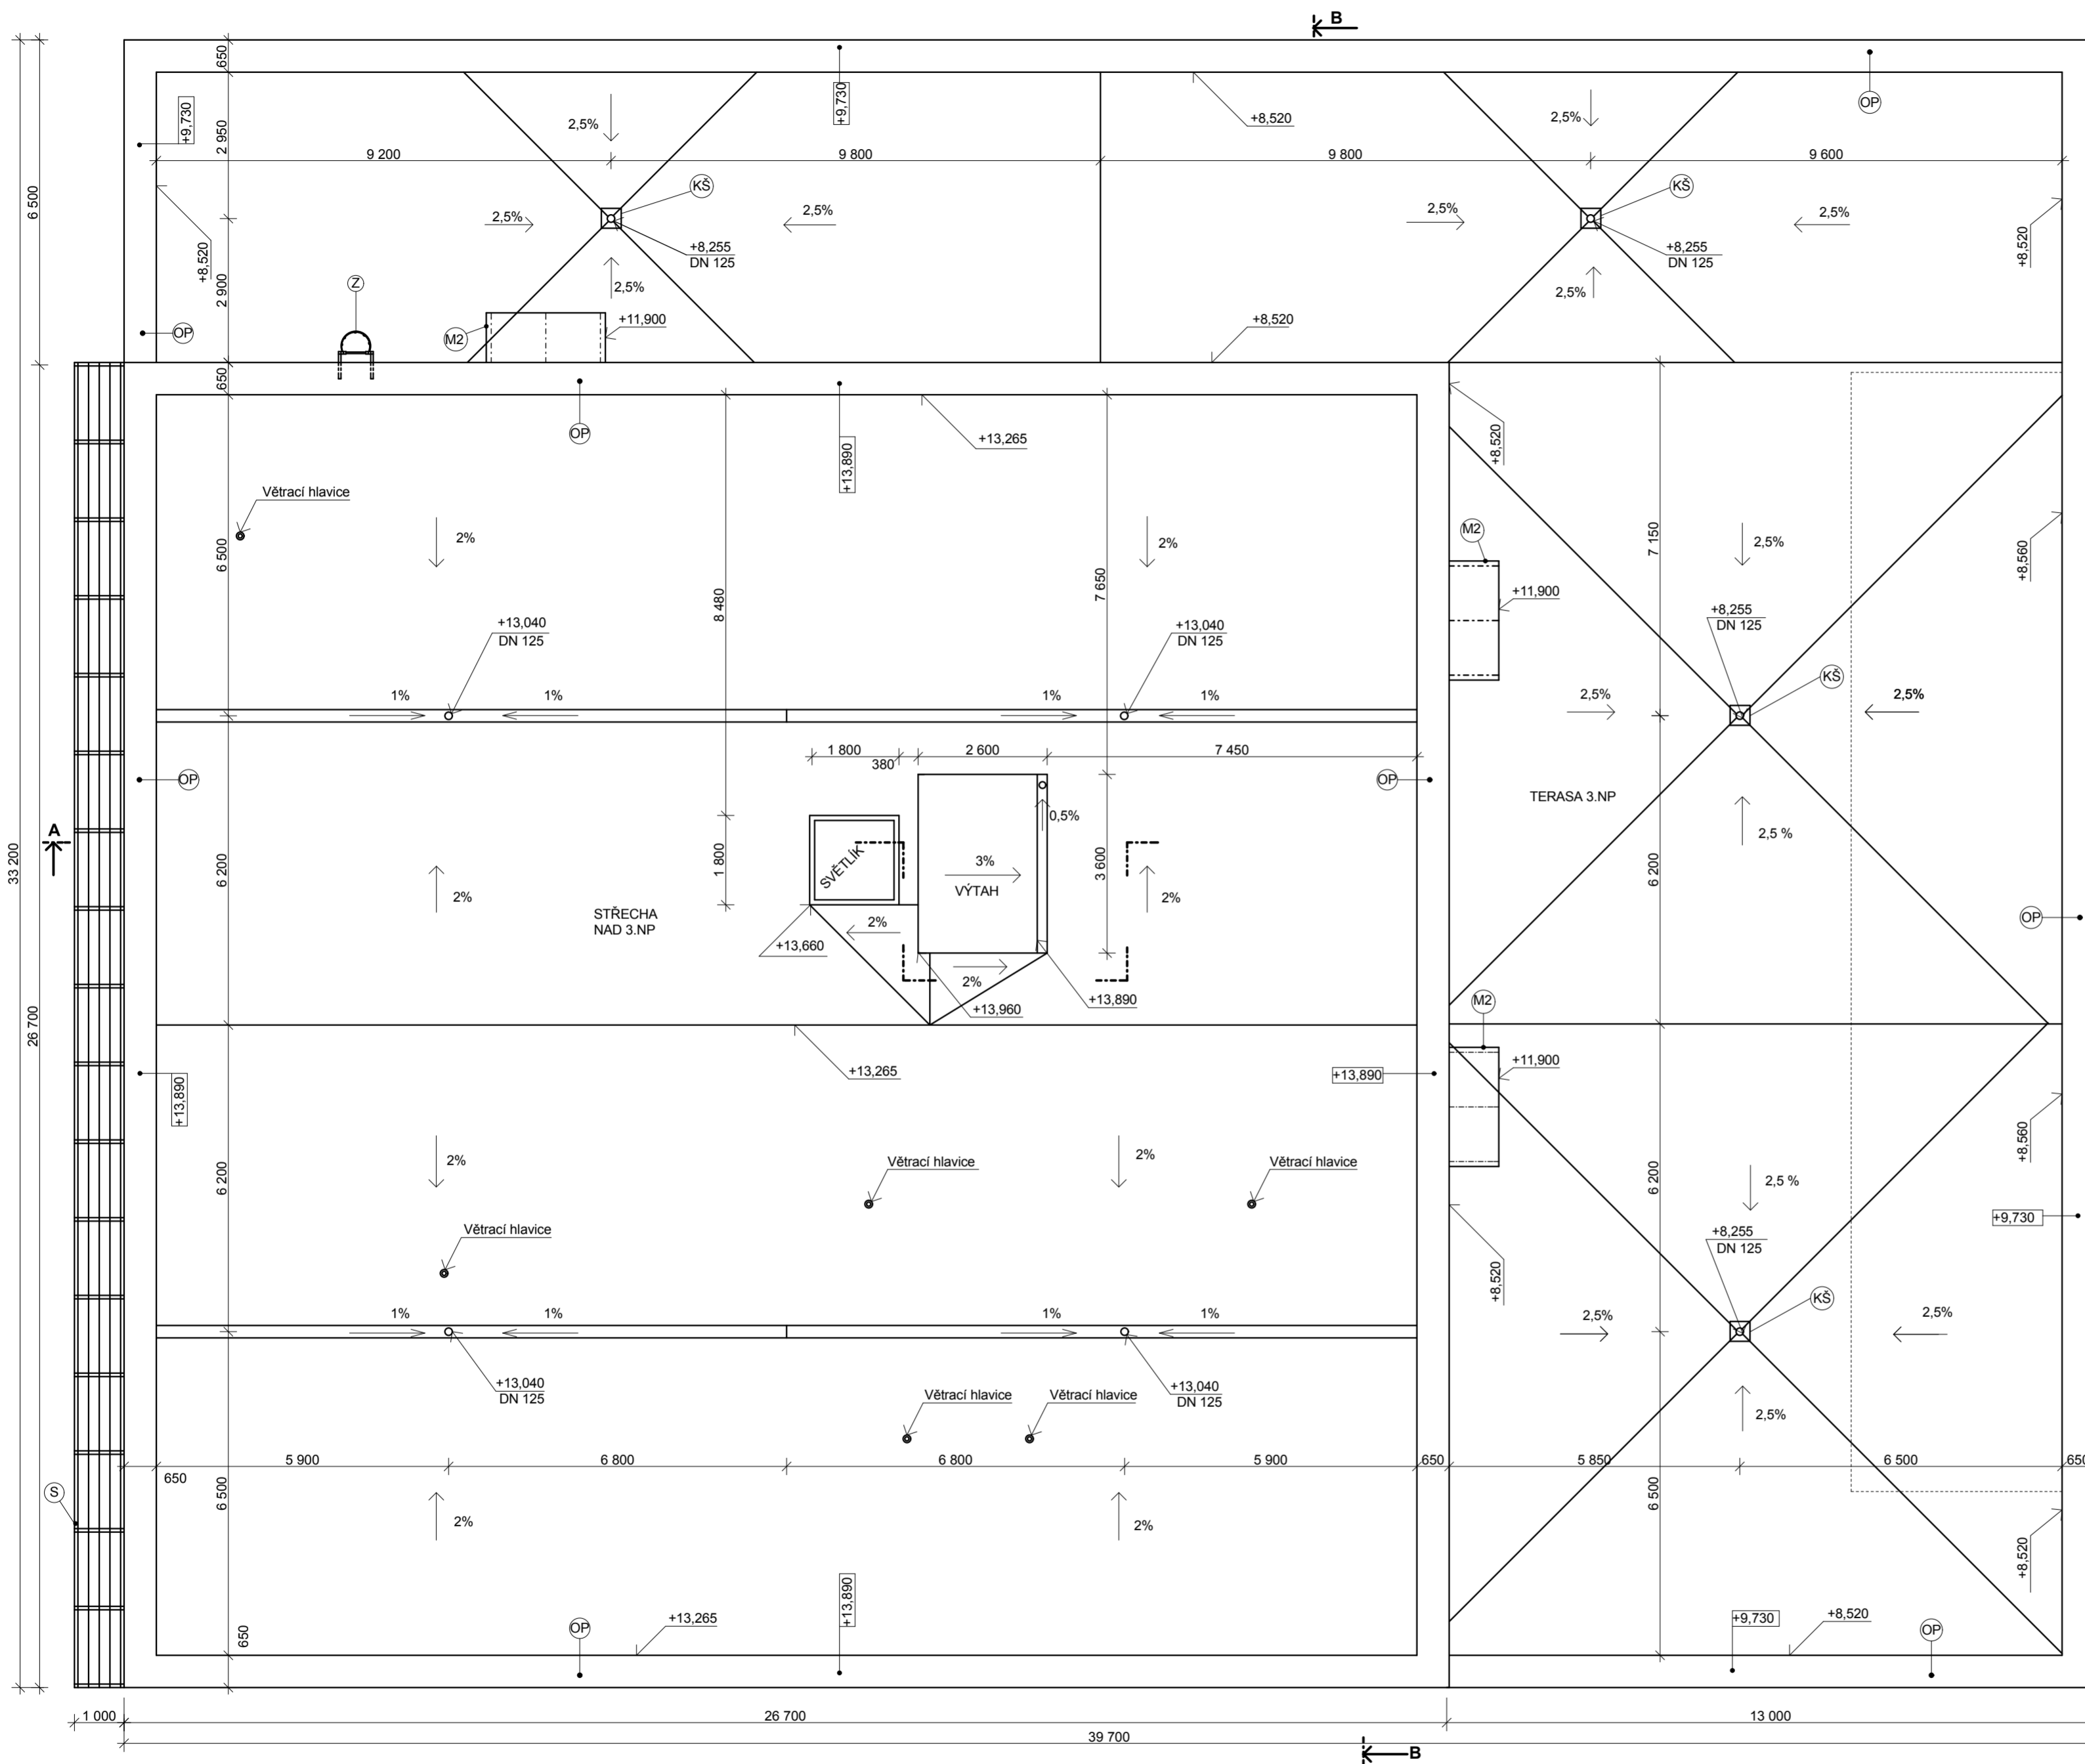 B
650
+9,730
+9,730
OP
2,5%
+8,520
2,5%
2 950
9 200
9 800
9 800
9 600
KŠ
KŠ
6 500
2,5%
2,5%
2,5%
2,5%
+8,520
+8,255
DN 125
+8,255
DN 125
+8,520
2 900
Z
2,5%
2,5%
OP
M2
+11,900
+8,520
650
OP
+13,265
+13,890
+8,520
Větrací hlavice
6 500
2%
2%
M2
7 150
2,5%
+8,560
8 480
7 650
+11,900
+13,040
DN 125
+13,040
DN 125
+8,255
DN 125
KŠ
1%
1%
1%
1%
2,5%
2,5%
1 800
380
2 600
7 450
OP
OP
TERASA 3.NP
A
0,5%
2,5 %
33 200
6 200
1 800
SVĚTLÍK
3%
VÝTAH
3 600
6 200
2%
2%
STŘECHA
NAD 3.NP
2%
OP
+13,660
2%
+13,960
+13,890
M2
26 700
+13,265
+13,890
+11,900
+13,890
+8,560
2%
2%
Větrací hlavice
Větrací hlavice
6 200
6 200
2,5 %
+9,730
Větrací hlavice
+8,255
DN 125
+8,520
KŠ
1%
1%
1%
1%
2,5%
2,5%
+13,040
DN 125
+13,040
DN 125
Větrací hlavice
Větrací hlavice
2,5%
5 900
6 800
6 800
5 900
650
5 850
6 500
650
650
S
6 500
6 500
2%
2%
+8,520
+13,890
650
OP
+13,265
+9,730
+8,520
OP
1 000
26 700
13 000
39 700
B